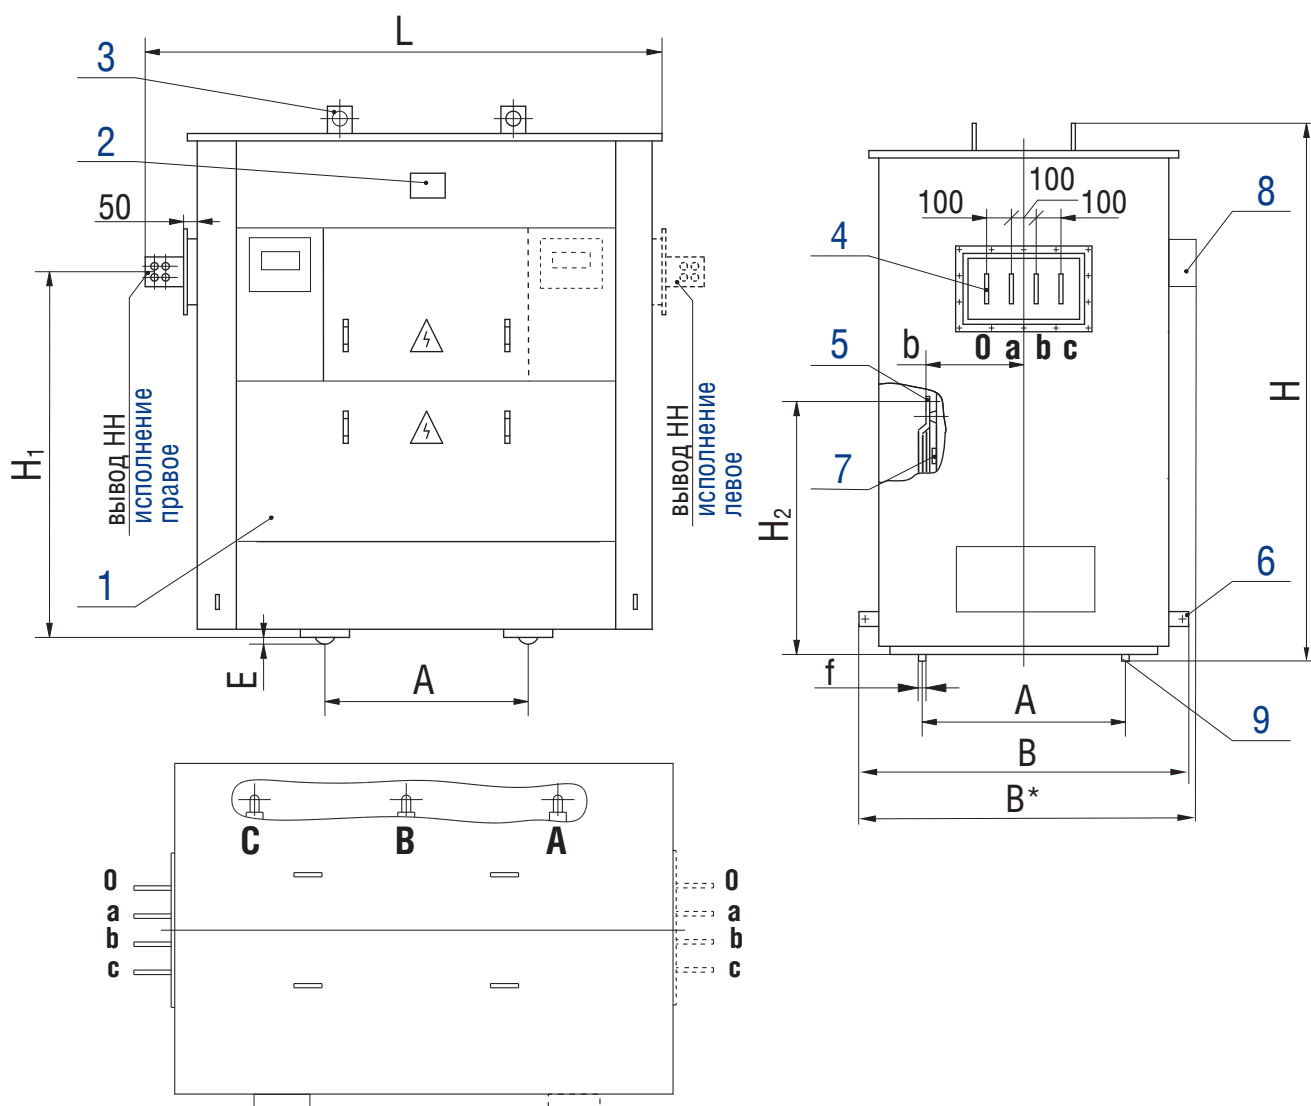 L
3
2
50
H₁
вывод НН
исполнение
правое
вывод НН
исполнение
левое
1
E
A
100
100
100
8
4
0 a b c
b
5
7
H
H₂
6
f
A
9
B
B*
C B A
0
a
b
c
0
a
b
c